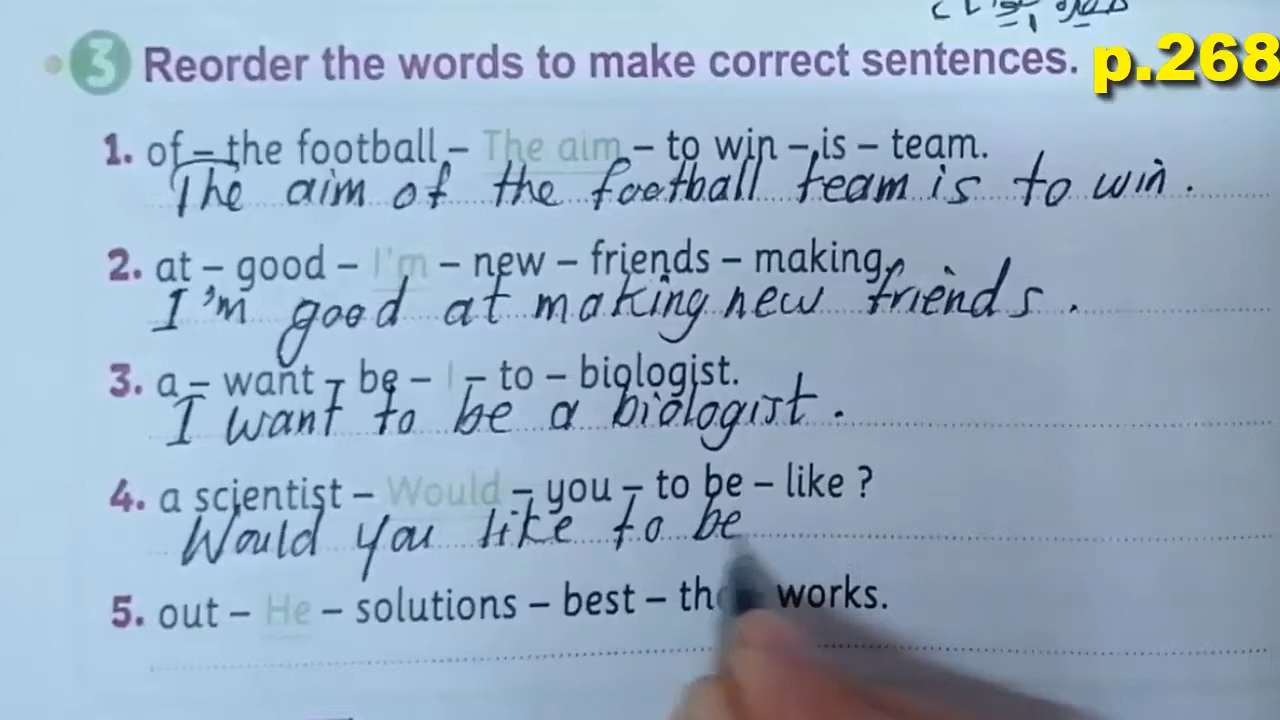 3 Reorder the words to make correct sentences. p.268
1. of – the football – The aim – to win – is – team.
The aim of the football team is to win.
2. at – good – I'm – new – friends – making
I'm good at making new friends.
3. a – want – be – I – to – biologist.
I want to be a biologist.
4. a scientist – Would – you – to be – like ?
Would you like to be
5. out – He – solutions – best – works.